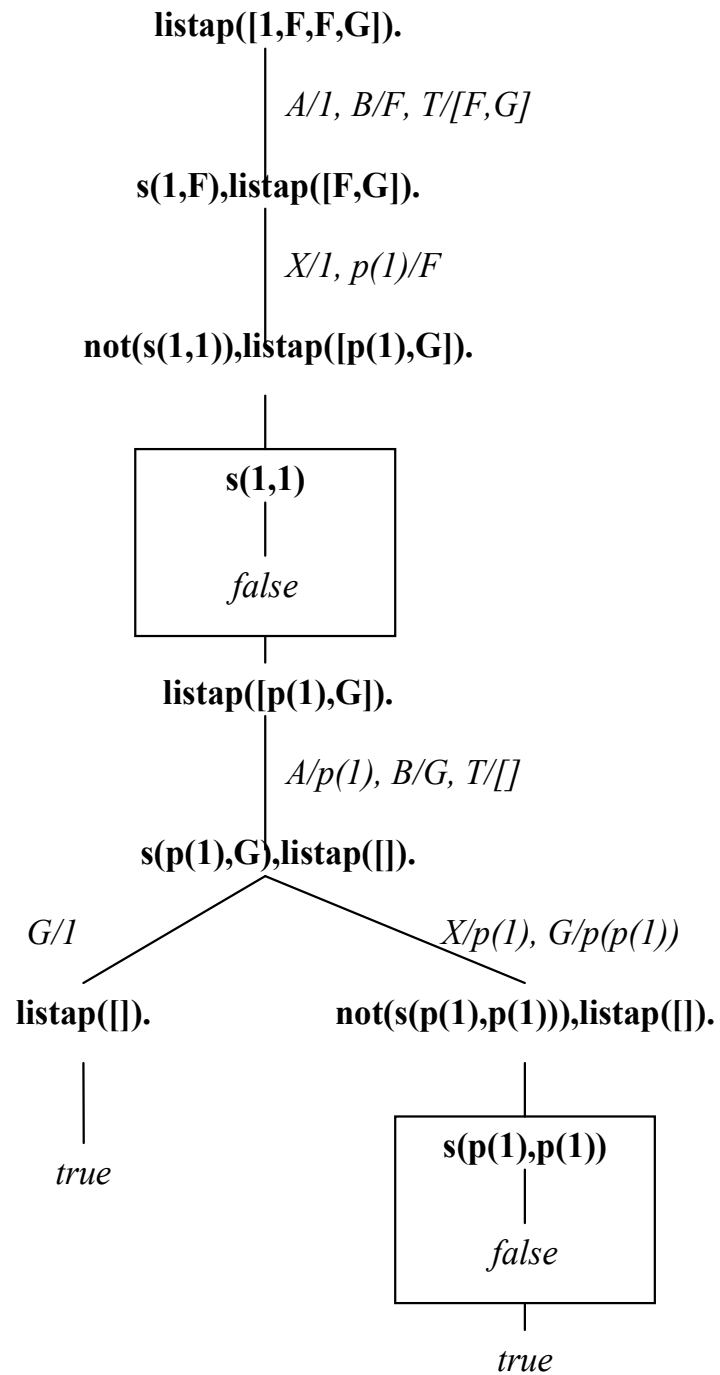 listap([1,F,F,G]).
A/1, B/F, T/[F,G]
s(1,F),listap([F,G]).
X/1, p(1)/F
not(s(1,1)),listap([p(1),G]).
s(1,1)
false
listap([p(1),G]).
A/p(1), B/G, T/[]
s(p(1),G),listap([]).
G/1
X/p(1), G/p(p(1))
listap([]).
not(s(p(1),p(1))),listap([]).
true
s(p(1),p(1))
false
true